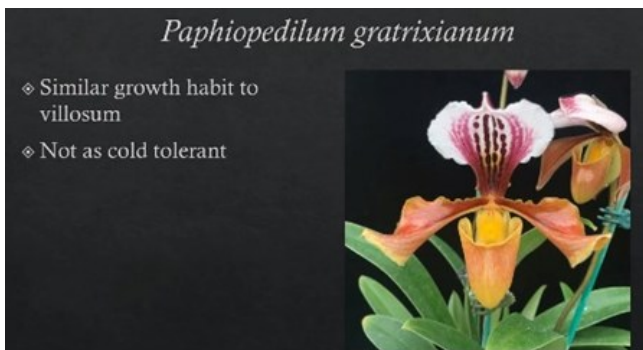 Paphiopedilum gratrixianum
Similar growth habit to
villosum
Not as cold tolerant